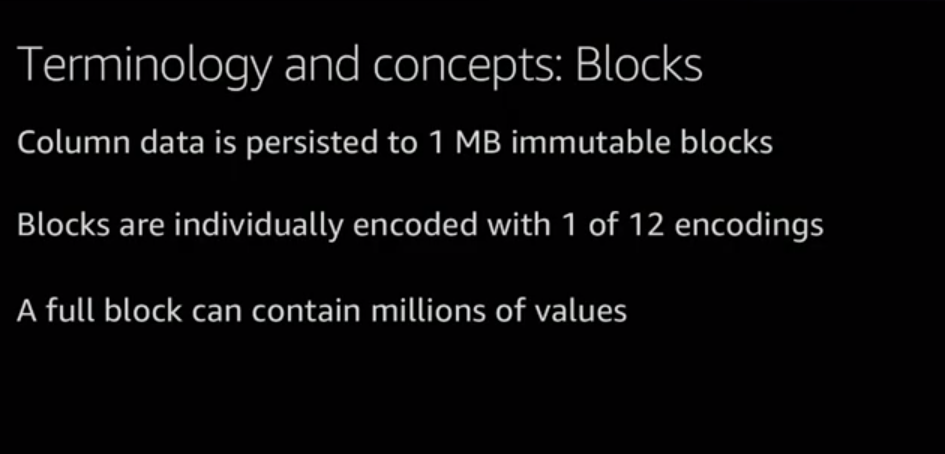 Terminology and concepts: Blocks
Column data is persisted to 1 MB immutable blocks
Blocks are individually encoded with 1 of 12 encodings
A full block can contain millions of values